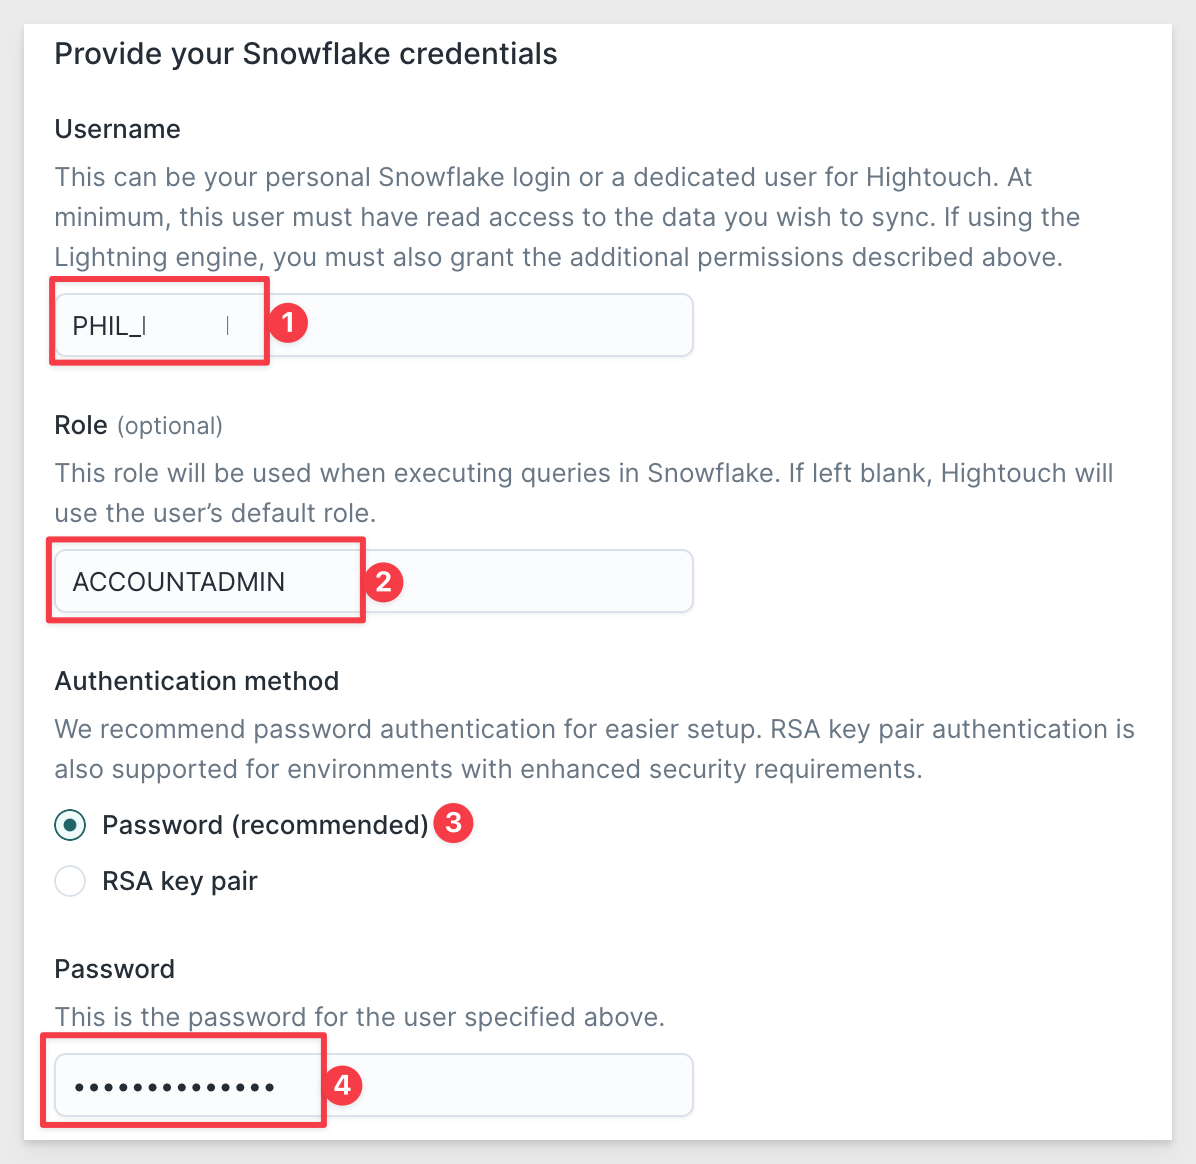 Provide your Snowflake credentials
Username
This can be your personal Snowflake login or a dedicated user for Hightouch. At
minimum, this user must have read access to the data you wish to sync. If using the
Lightning engine, you must also grant the additional permissions described above.
PHIL_ 1
Role (optional)
This role will be used when executing queries in Snowflake. If left blank, Hightouch will
use the user’s default role.
ACCOUNTADMIN 2
Authentication method
We recommend password authentication for easier setup. RSA key pair authentication is
also supported for environments with enhanced security requirements.
Password (recommended) 3
RSA key pair
Password
This is the password for the user specified above.
•••••••••••••• 4